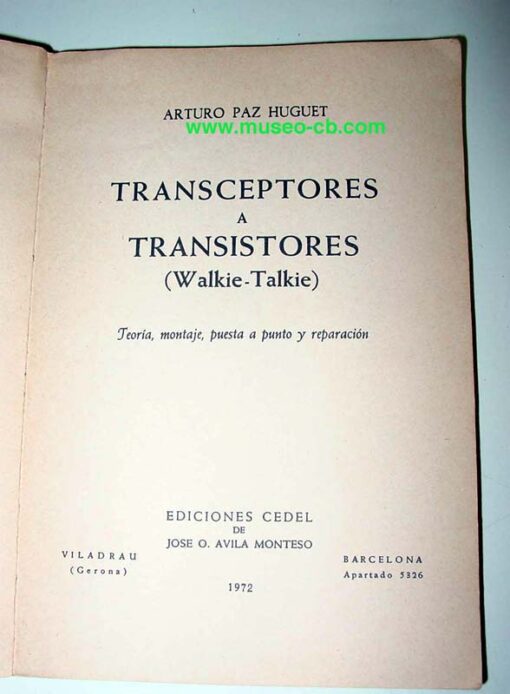 ARTURO PAZ HUGUET
www.museo-cb.com
TRANSCEPTORES
A
TRANSISTORES
(Walkie-Talkie)
Teoría, montaje, puesta a punto y reparación
EDICIONES CEDEL
DE
JOSE O. AVILA MONTESO
VILADRAU
(Gerona)
BARCELONA
Apartado 5326
1972